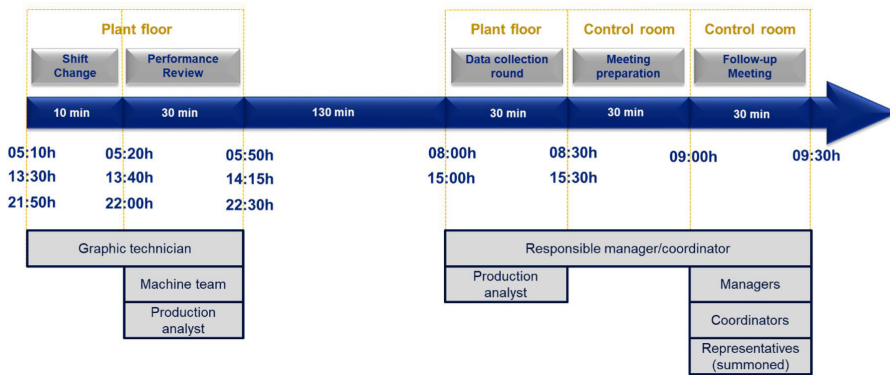 Plant floor
Plant floor
Control room
Control room
Shift
Change
Performance
Review
Data collection
round
Meeting
preparation
Follow-up
Meeting
10 min
30 min
130 min
30 min
30 min
30 min
05:10h
05:20h
05:50h
08:00h
08:30h
09:00h
09:30h
13:30h
13:40h
14:15h
15:00h
15:30h
21:50h
22:00h
22:30h
Graphic technician
Responsible manager/coordinator
Machine team
Production
analyst
Managers
Production
analyst
Coordinators
Representatives
(summoned)